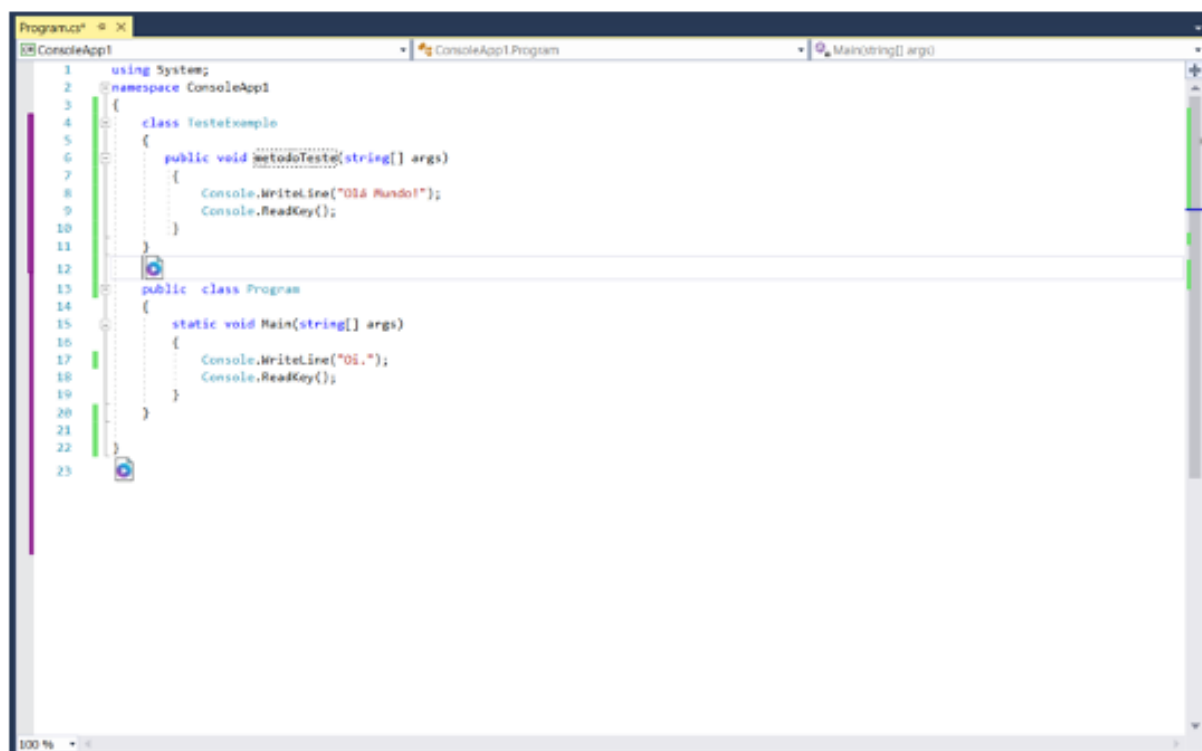 Program.cs*
ConsoleApp1 ConsoleApp1.Program Main(string[] args)
1 using System;
2 namespace ConsoleApp1
3 {
4 class TesteExemplo
5 {
6 public void metodoTeste(string[] args)
7 {
8 Console.WriteLine("Olá Mundo!");
9 Console.ReadKey();
10 }
11 }
12
13 public class Program
14 {
15 static void Main(string[] args)
16 {
17 Console.WriteLine("Oi.");
18 Console.ReadKey();
19 }
20 }
21
22 }
23
100 %